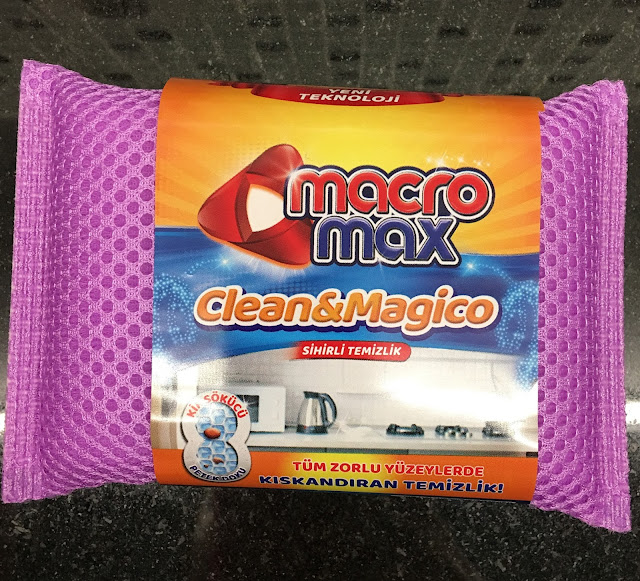 YENİ
TEKNOLOJİ
macro
max
Clean&Magico
SİHİRLİ TEMİZLİK
KİR SÖKÜCÜ
PETEK DOKU
TÜM ZORLU YÜZEYLERDE
KISKANDIRAN TEMİZLİK!